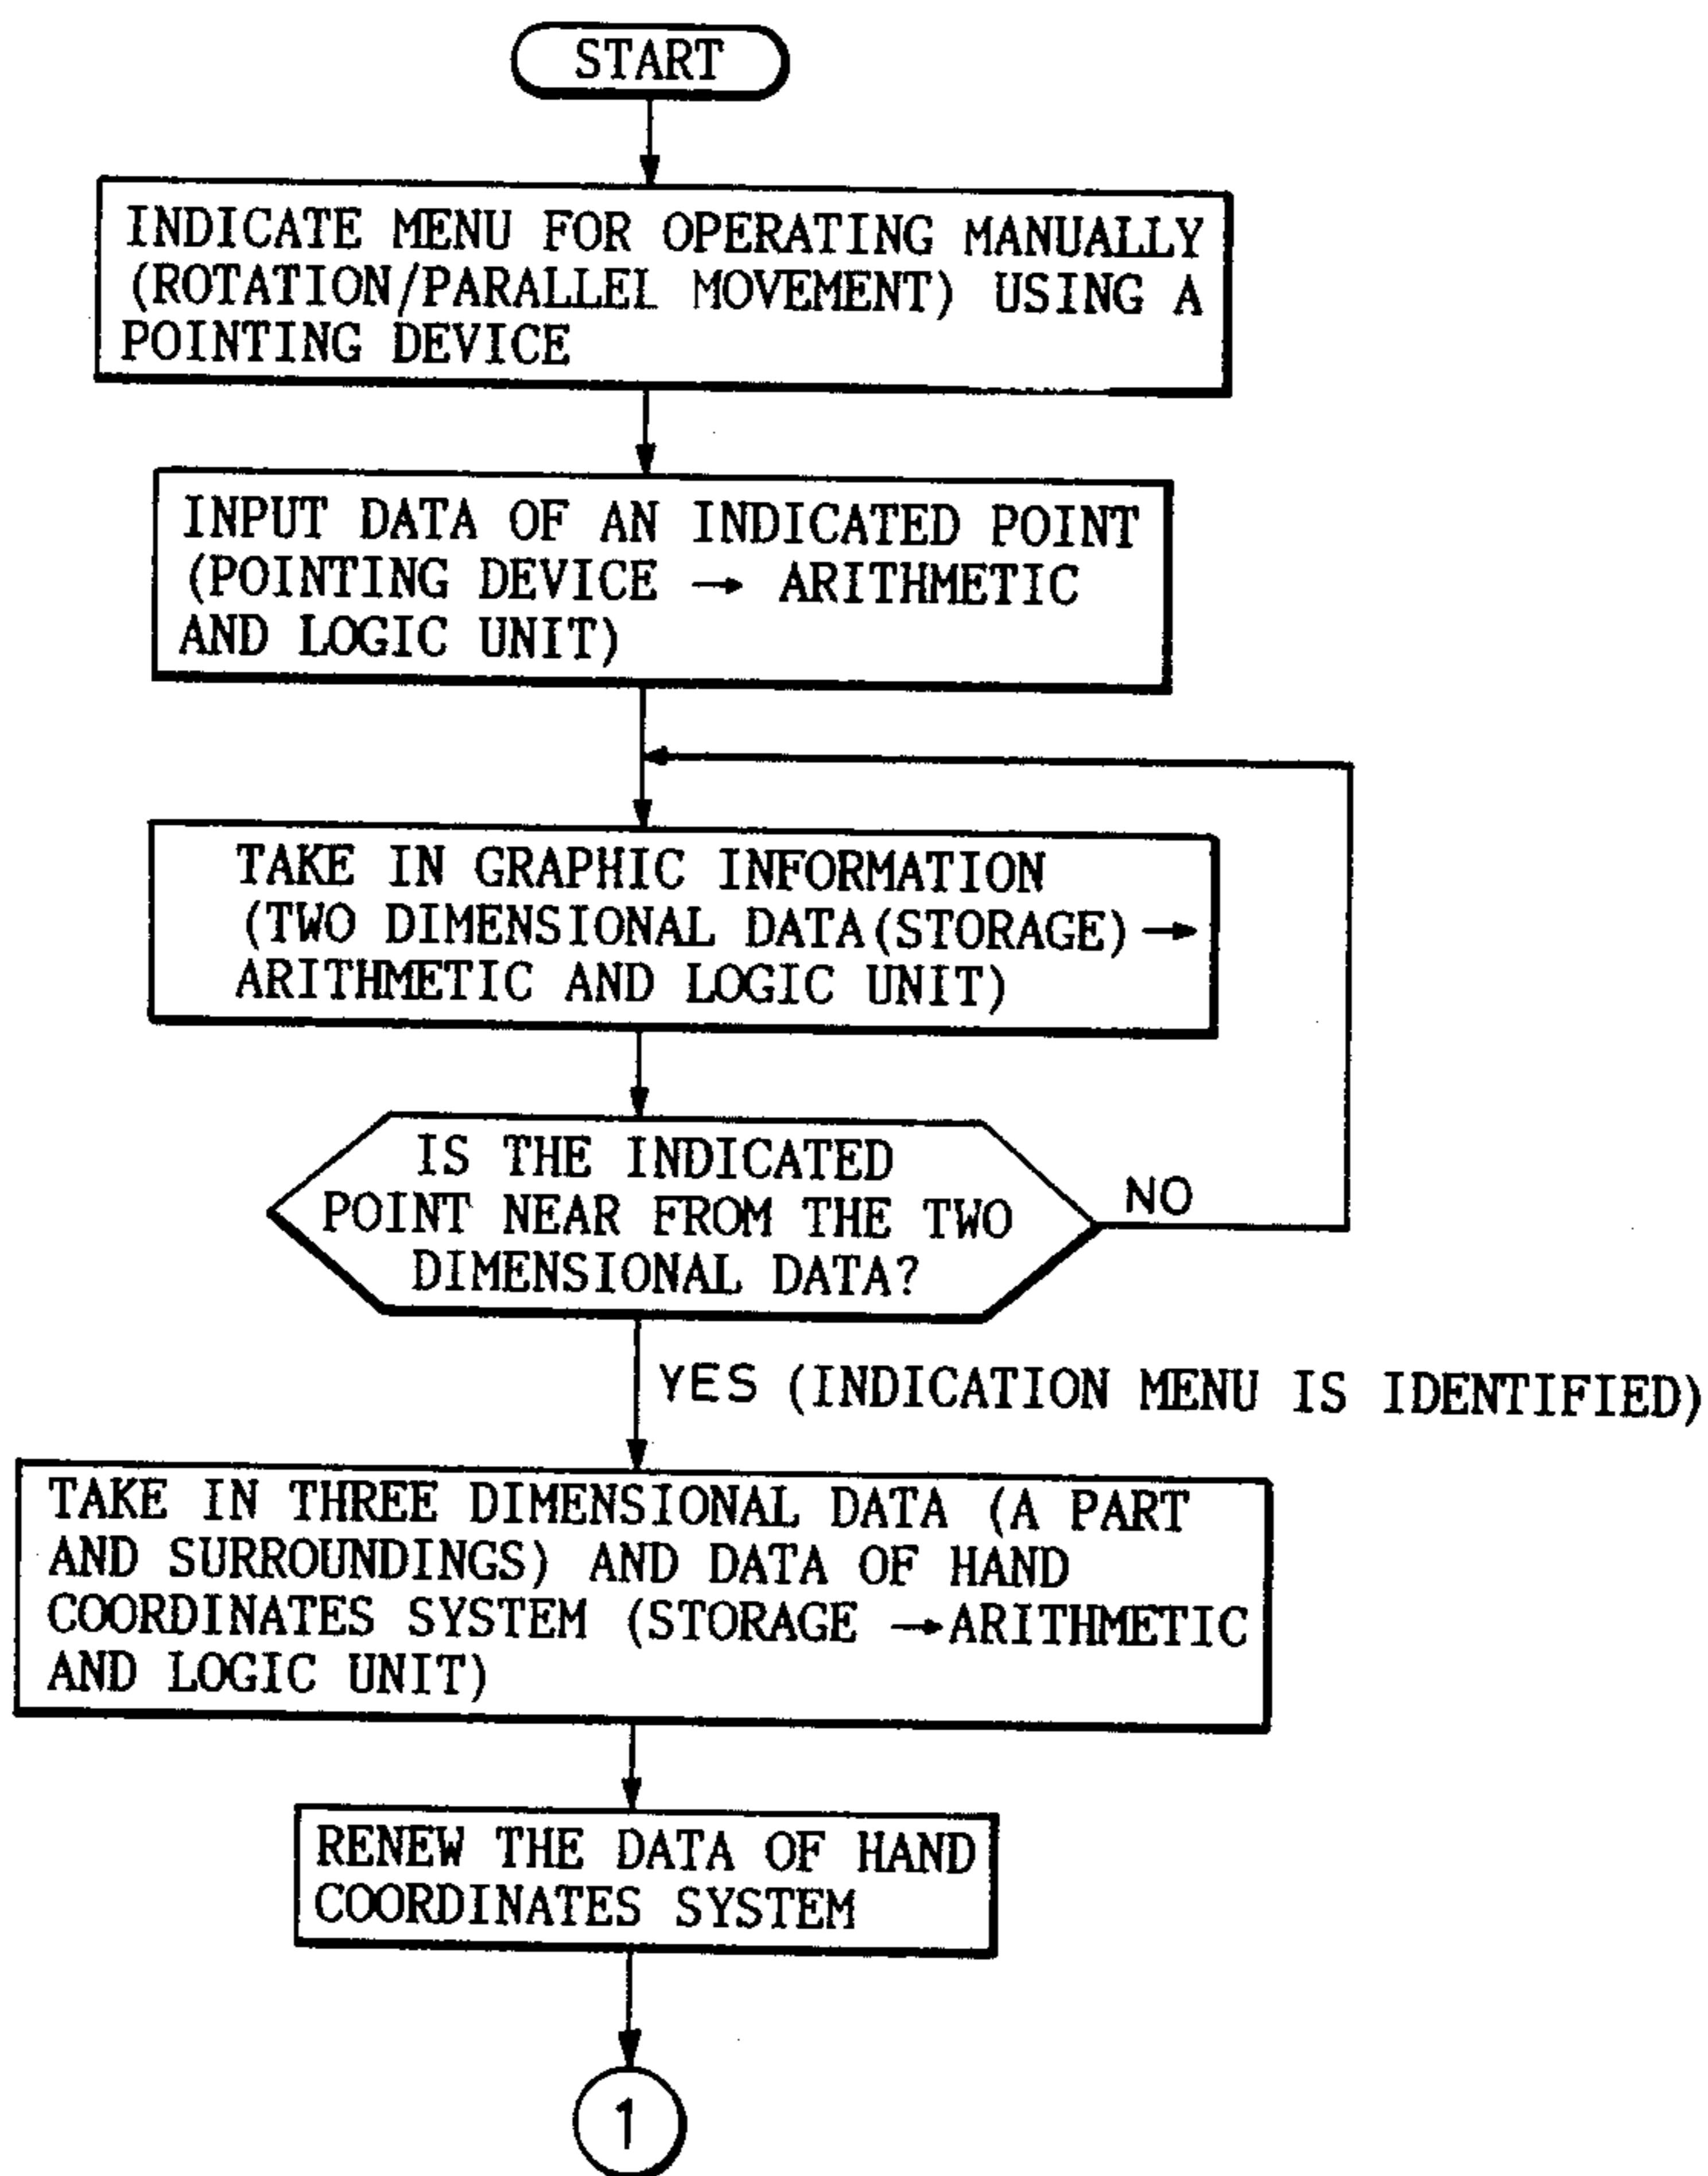 START
INDICATE MENU FOR OPERATING MANUALLY
(ROTATION/PARALLEL MOVEMENT) USING A
POINTING DEVICE
INPUT DATA OF AN INDICATED POINT
(POINTING DEVICE → ARITHMETIC
AND LOGIC UNIT)
TAKE IN GRAPHIC INFORMATION
(TWO DIMENSIONAL DATA(STORAGE) →
ARITHMETIC AND LOGIC UNIT)
IS THE INDICATED
POINT NEAR FROM THE TWO
DIMENSIONAL DATA?
NO
YES (INDICATION MENU IS IDENTIFIED)
TAKE IN THREE DIMENSIONAL DATA (A PART
AND SURROUNDINGS) AND DATA OF HAND
COORDINATES SYSTEM (STORAGE →ARITHMETIC
AND LOGIC UNIT)
RENEW THE DATA OF HAND
COORDINATES SYSTEM
1